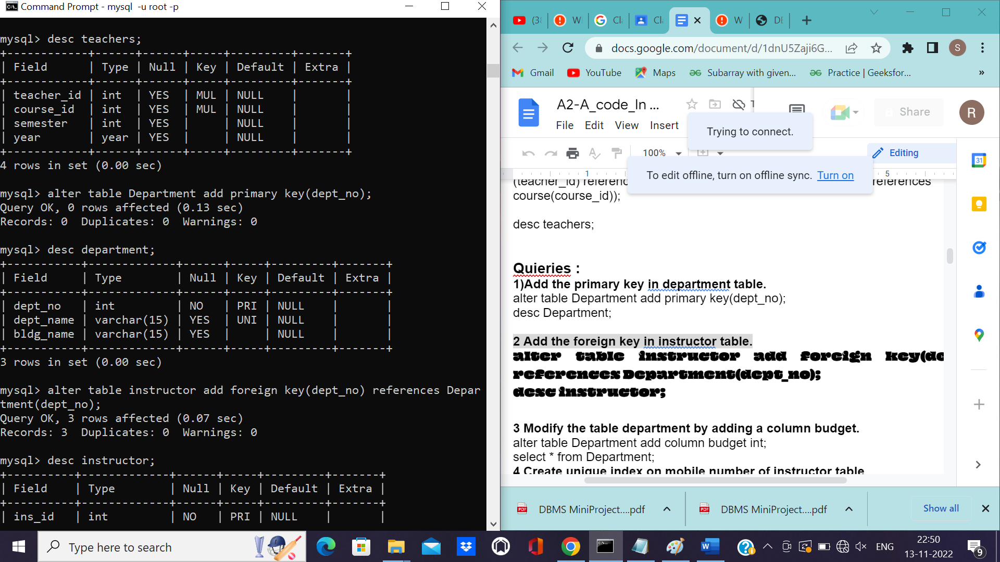 Command Prompt - mysql  -u root -p
mysql> desc teachers;
+------------+------+------+-----+---------+-------+
| Field      | Type | Null | Key | Default | Extra |
+------------+------+------+-----+---------+-------+
| teacher_id | int  | YES  | MUL | NULL    |       |
| course_id  | int  | YES  | MUL | NULL    |       |
| semester   | int  | YES  |     | NULL    |       |
| year       | year | YES  |     | NULL    |       |
+------------+------+------+-----+---------+-------+
4 rows in set (0.00 sec)
mysql> alter table Department add primary key(dept_no);
Query OK, 0 rows affected (0.13 sec)
Records: 0  Duplicates: 0  Warnings: 0
mysql> desc department;
+-----------+-------------+------+-----+---------+-------+
| Field     | Type        | Null | Key | Default | Extra |
+-----------+-------------+------+-----+---------+-------+
| dept_no   | int         | NO   | PRI | NULL    |       |
| dept_name | varchar(15) | YES  | UNI | NULL    |       |
| bldg_name | varchar(15) | YES  |     | NULL    |       |
+-----------+-------------+------+-----+---------+-------+
3 rows in set (0.00 sec)
mysql> alter table instructor add foreign key(dept_no) references Depar
tment(dept_no);
Query OK, 3 rows affected (0.07 sec)
Records: 3  Duplicates: 0  Warnings: 0
mysql> desc instructor;
+----------+-------------+------+-----+---------+-------+
| Field    | Type        | Null | Key | Default | Extra |
+----------+-------------+------+-----+---------+-------+
| ins_id   | int         | NO   | PRI | NULL    |       |
(38 W Cl Cl W DE
docs.google.com/document/d/1dnU5Zaji6G... S
Gmail YouTube Maps Subarray with given... Practice | Geeksfor... »
A2-A_code_In ... T Share R
File Edit View Insert
Trying to connect.
100% Editing 31
To edit offline, turn on offline sync. Turn on
1 5
(teacher_id) references
course(course_id));
desc teachers;
Quieries :
1)Add the primary key in department table.
alter table Department add primary key(dept_no);
desc Department;
2 Add the foreign key in instructor table.
alter table instructor add foreign key(de
references Department(dept_no);
desc instructor;
3 Modify the table department by adding a column budget.
alter table Department add column budget int;
select * from Department;
4 Create unique index on mobile number of instructor table
PDF DBMS MiniProject....pdf PDF DBMS MiniProject....pdf Show all
Type here to search
ENG
22:50
13-11-2022
9